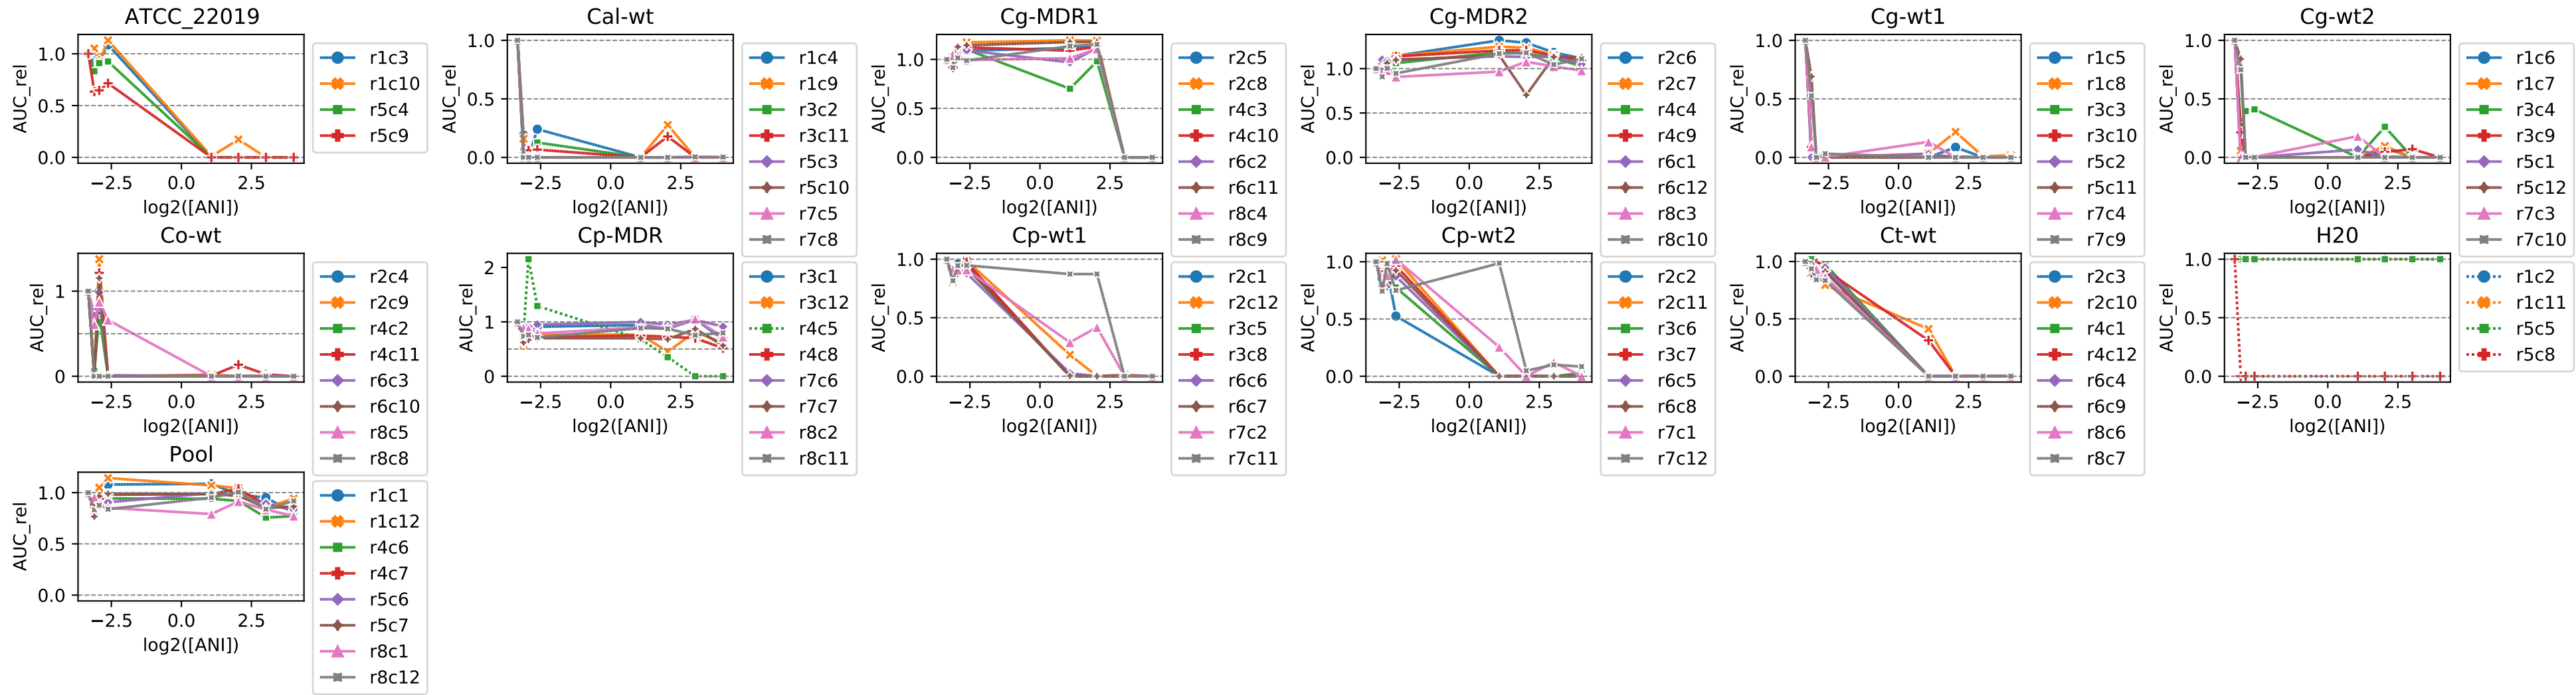 ATCC_22019
AUC_rel
1.0
0.5
0.0
−2.5
0.0
2.5
log2([ANI])
r1c3
r1c10
r5c4
r5c9
Cal-wt
AUC_rel
1.0
0.5
0.0
−2.5
0.0
2.5
log2([ANI])
r1c4
r1c9
r3c2
r3c11
r5c3
r5c10
r7c5
r7c8
Cg-MDR1
AUC_rel
1.0
0.5
0.0
−2.5
0.0
2.5
log2([ANI])
r2c5
r2c8
r4c3
r4c10
r6c2
r6c11
r8c4
r8c9
Cg-MDR2
AUC_rel
1.0
0.5
0.0
−2.5
0.0
2.5
log2([ANI])
r2c6
r2c7
r4c4
r4c9
r6c1
r6c12
r8c3
r8c10
Cg-wt1
AUC_rel
1.0
0.5
0.0
−2.5
0.0
2.5
log2([ANI])
r1c5
r1c8
r3c3
r3c10
r5c2
r5c11
r7c4
r7c9
Cg-wt2
AUC_rel
1.0
0.5
0.0
−2.5
0.0
2.5
log2([ANI])
r1c6
r1c7
r3c4
r3c9
r5c1
r5c12
r7c3
r7c10
Co-wt
AUC_rel
1
0
−2.5
0.0
2.5
log2([ANI])
r2c4
r2c9
r4c2
r4c11
r6c3
r6c10
r8c5
r8c8
Cp-MDR
AUC_rel
2
1
0
−2.5
0.0
2.5
log2([ANI])
r3c1
r3c12
r4c5
r4c8
r7c6
r7c7
r8c2
r8c11
Cp-wt1
AUC_rel
1.0
0.5
0.0
−2.5
0.0
2.5
log2([ANI])
r2c1
r2c12
r3c5
r3c8
r6c6
r6c7
r7c2
r7c11
Cp-wt2
AUC_rel
1.0
0.5
0.0
−2.5
0.0
2.5
log2([ANI])
r2c2
r2c11
r3c6
r3c7
r6c5
r6c8
r7c1
r7c12
Ct-wt
AUC_rel
1.0
0.5
0.0
−2.5
0.0
2.5
log2([ANI])
r2c3
r2c10
r4c1
r4c12
r6c4
r6c9
r8c6
r8c7
H20
AUC_rel
1.0
0.5
0.0
−2.5
0.0
2.5
log2([ANI])
r1c2
r1c11
r5c5
r5c8
Pool
AUC_rel
1.0
0.5
0.0
−2.5
0.0
2.5
log2([ANI])
r1c1
r1c12
r4c6
r4c7
r5c6
r5c7
r8c1
r8c12